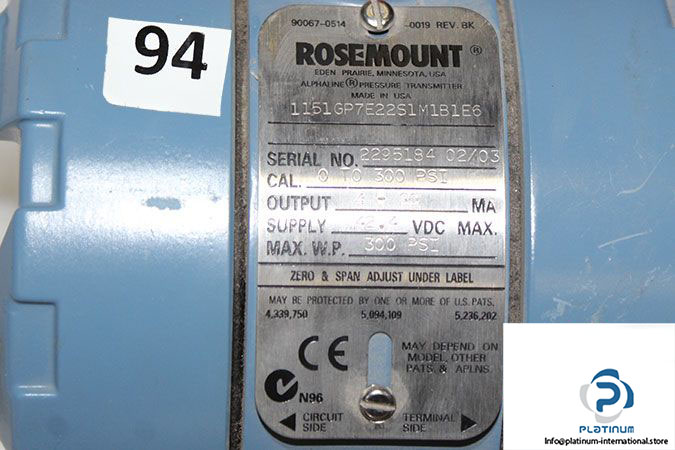 94
90067-0514 -0019 REV. BK
ROSEMOUNT ®
EDEN PRAIRIE, MINNESOTA, USA
ALPHALINE ® PRESSURE TRANSMITTER
MADE IN USA
1151GP7E22S1M1B1E6
SERIAL NO. 2295184 02/03
CAL. 0 TO 300 PSI
OUTPUT 4 - MA
SUPPLY VDC MAX.
MAX. W.P. 300 PSI
ZERO & SPAN ADJUST UNDER LABEL
MAY BE PROTECTED BY ONE OR MORE OF U.S. PATS.
4,339,750 5,094,109 5,236,202
CE
MAY DEPEND ON
MODEL, OTHER
PATS, & APLNS.
N96
CIRCUIT SIDE
TERMINAL SIDE
PLATINUM
Info@platinum-international.store